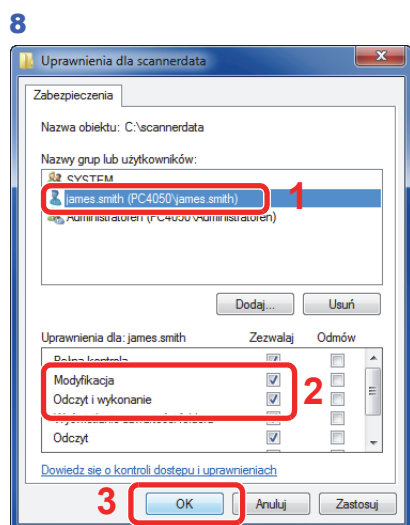 8
Uprawnienia dla scannerdata
Zabezpieczenia
Nazwa obiektu: C:\scannerdata
Nazwy grup lub użytkowników:
SYSTEM
james.smith (PC4050\james.smith) 1
Administratoren (PC4050\Administratoren)
Dodaj... Usuń
Uprawnienia dla: james.smith Zezwalaj Odmów
Pełna kontrola
Modyfikacja
Odczyt i wykonanie 2
Odczyt
Dowiedz się o kontroli dostępu i uprawnieniach
3 OK Anuluj Zastosuj